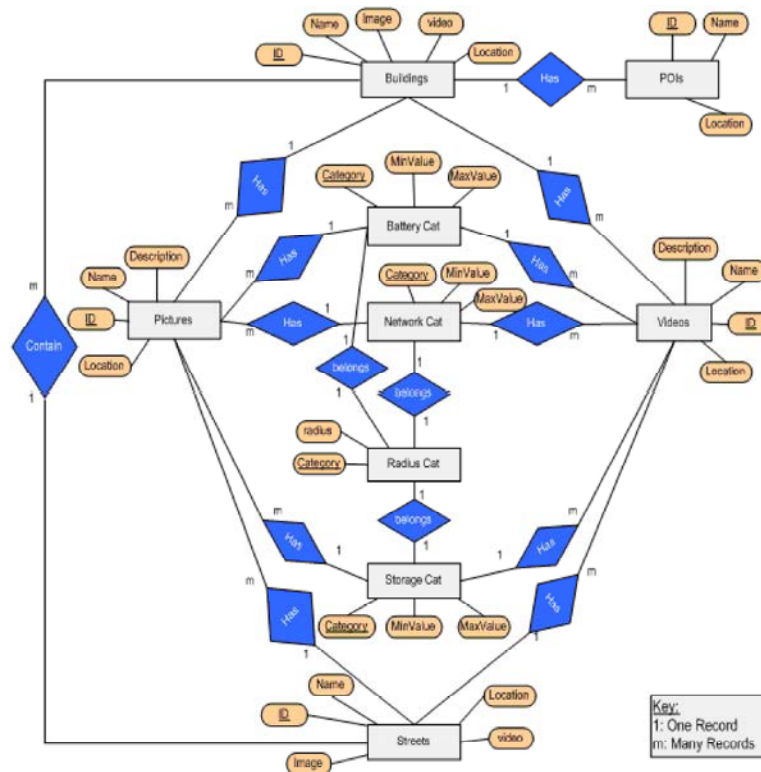 Image
Name
video
ID
Name
ID
Location
Buildings
1
Has
m
POIs
Location
1
1
Has
m
Has
m
MinValue
Category
MaxValue
Battery Cat
1
1
Has
m
Has
m
Description
Name
ID
Pictures
Location
m
Contain
1
Category
MinValue
MaxValue
Network Cat
1
Has
m
1
Has
m
Description
Name
ID
Videos
Location
1
belongs
1
1
belongs
1
radius
Category
Radius Cat
1
belongs
1
m
Has
1
m
Has
1
Storage Cat
Category
MinValue
MaxValue
m
Has
1
m
Has
1
Name
ID
Location
video
Image
Streets
Key:
1: One Record
m: Many Records